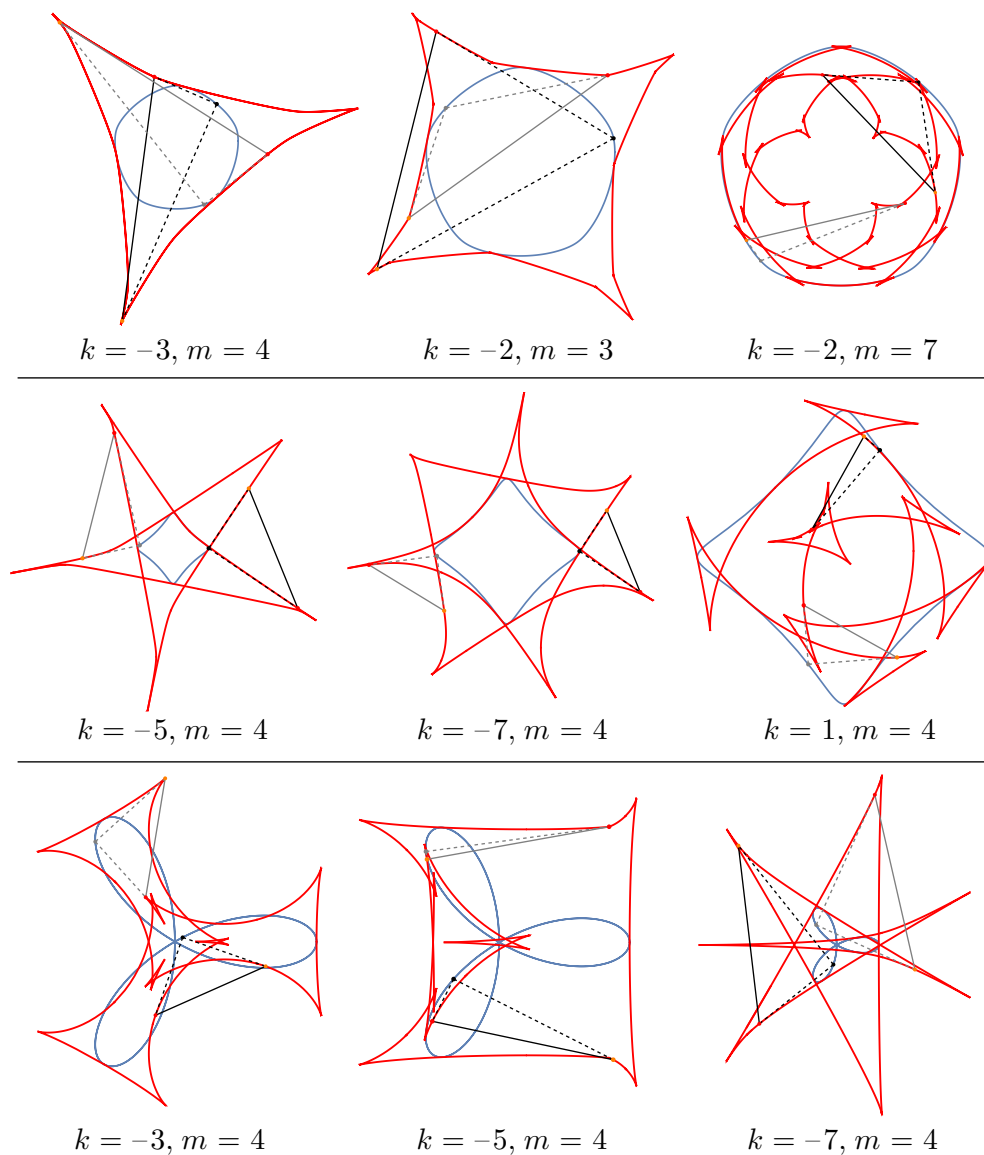 k = –3, m = 4 k = –2, m = 3 k = –2, m = 7
k = –5, m = 4 k = –7, m = 4 k = 1, m = 4
k = –3, m = 4 k = –5, m = 4 k = –7, m = 4